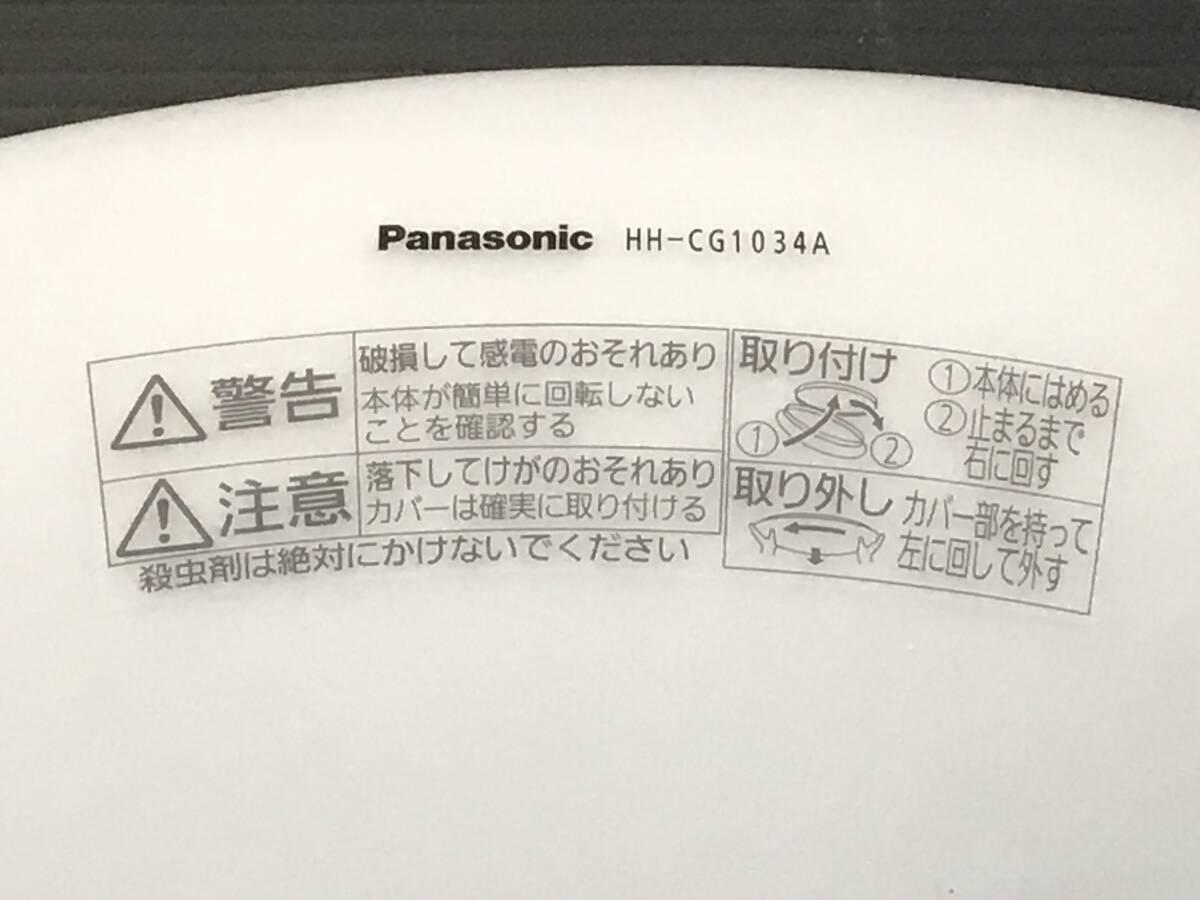 Panasonic HH-CG1034A
警告
破損して感電のおそれあり
本体が簡単に回転しない
ことを確認する
注意
落下してけがのおそれあり
カバーは確実に取り付ける
殺虫剤は絶対にかけないでください
取り付け
① ②
①本体にはめる
②止まるまで
右に回す
取り外し
カバー部を持って
左に回して外す